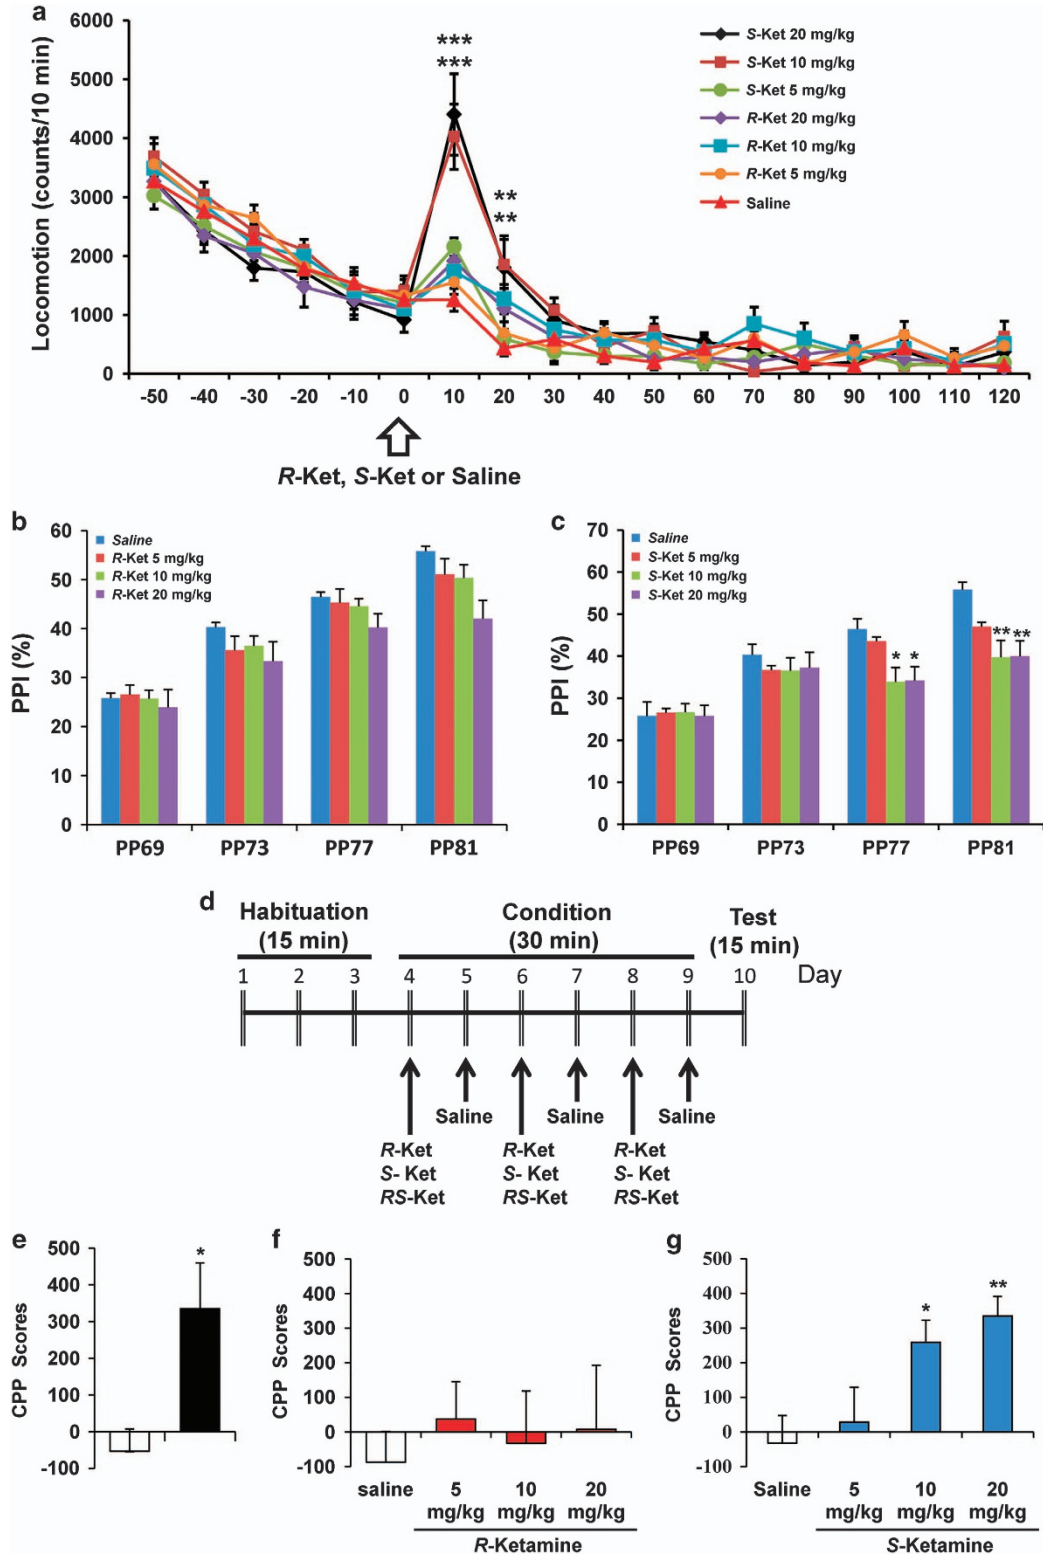 a
Locomotion (counts/10 min)
6000
5000
4000
3000
2000
1000
0
***
***
**
**
S-Ket 20 mg/kg
S-Ket 10 mg/kg
S-Ket 5 mg/kg
R-Ket 20 mg/kg
R-Ket 10 mg/kg
R-Ket 5 mg/kg
Saline
-50 -40 -30 -20 -10 0 10 20 30 40 50 60 70 80 90 100 110 120
R-Ket, S-Ket or Saline
b
PPI (%)
60
50
40
30
20
10
0
Saline
R-Ket 5 mg/kg
R-Ket 10 mg/kg
R-Ket 20 mg/kg
PP69 PP73 PP77 PP81
c
PPI (%)
70
60
50
40
30
20
10
0
Saline
S-Ket 5 mg/kg
S-Ket 10 mg/kg
S-Ket 20 mg/kg
* *
** **
PP69 PP73 PP77 PP81
d
Habituation
(15 min)
Condition
(30 min)
Test
(15 min)
1 2 3 4 5 6 7 8 9 10 Day
Saline Saline Saline
R-Ket R-Ket R-Ket
S- Ket S- Ket S- Ket
RS-Ket RS-Ket RS-Ket
e
CPP Scores
500
400
300
200
100
0
-100
*
f
CPP Scores
500
400
300
200
100
0
-100
saline 5 10 20
mg/kg mg/kg mg/kg
R-Ketamine
g
CPP Scores
500
400
300
200
100
0
-100
*
**
Saline 5 10 20
mg/kg mg/kg mg/kg
S-Ketamine